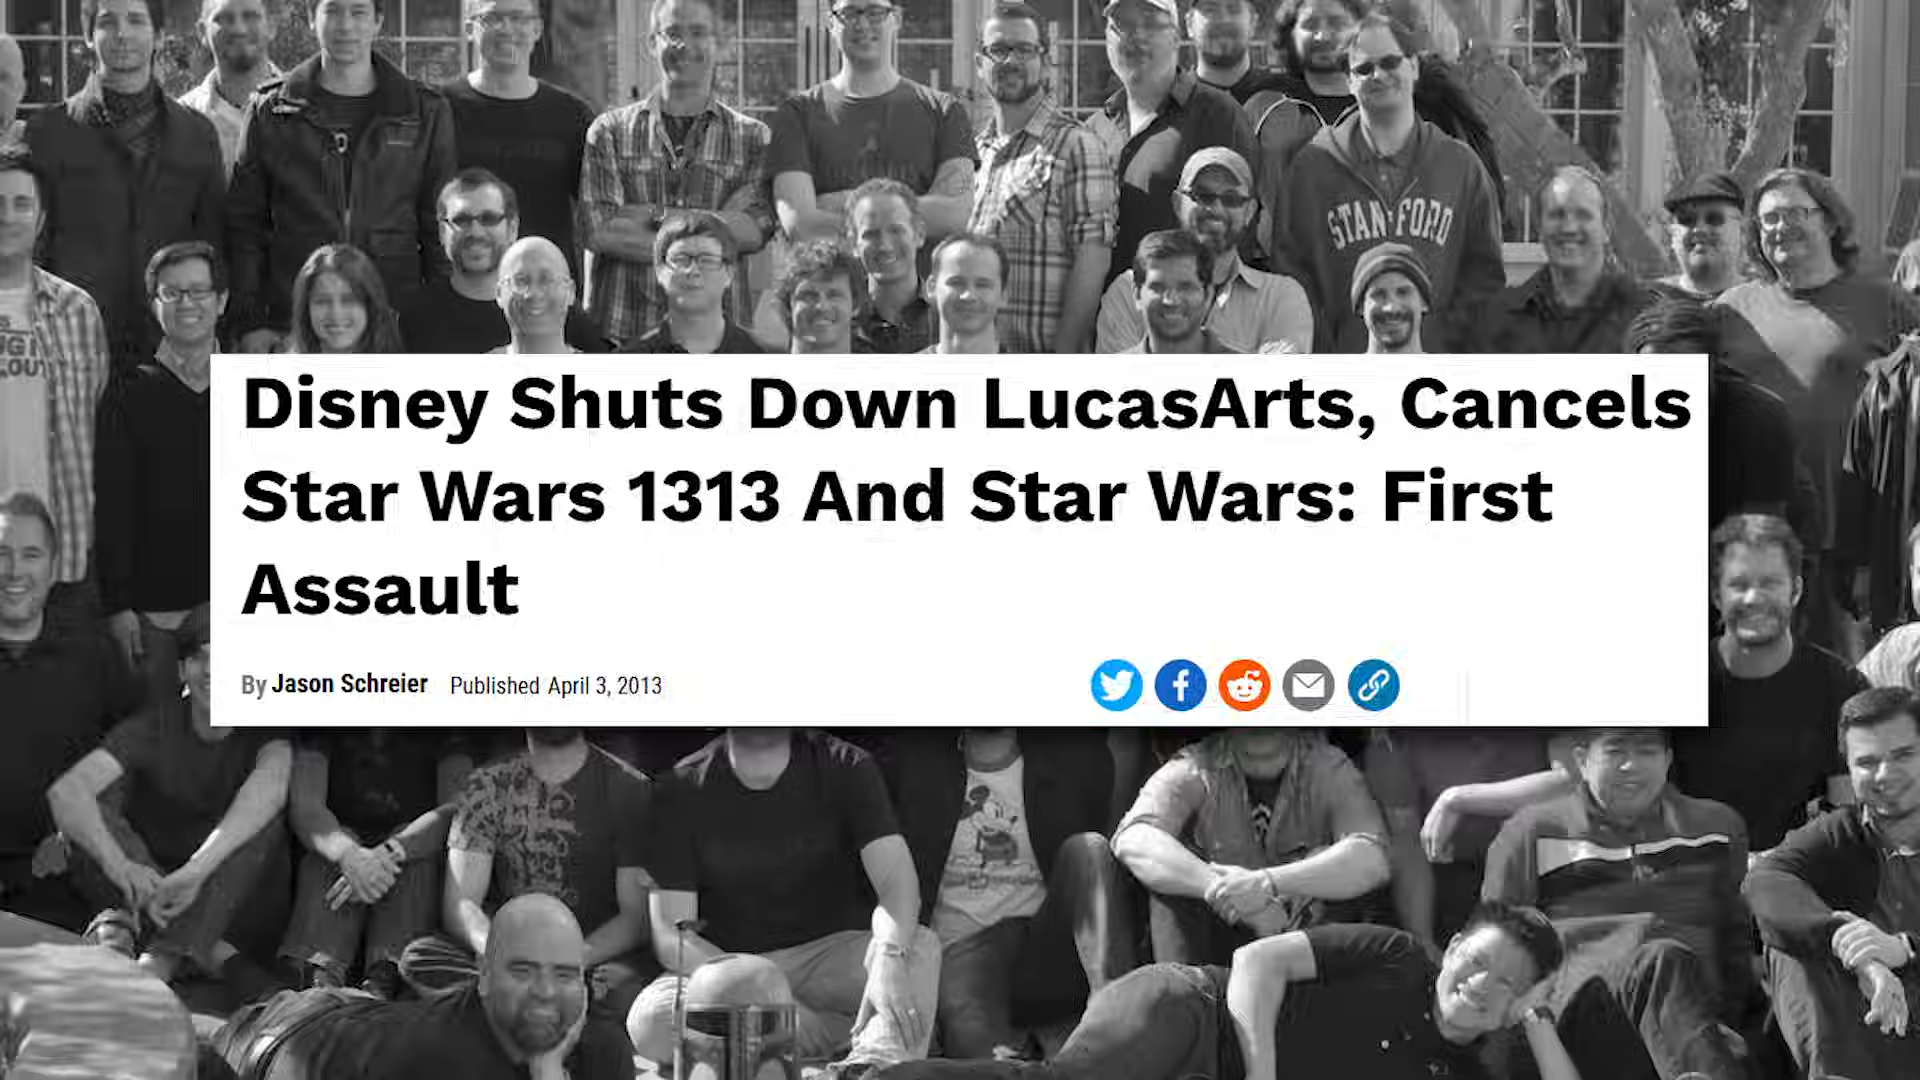 STANFORD
Disney Shuts Down LucasArts, Cancels
Star Wars 1313 And Star Wars: First
Assault
By Jason Schreier Published April 3, 2013